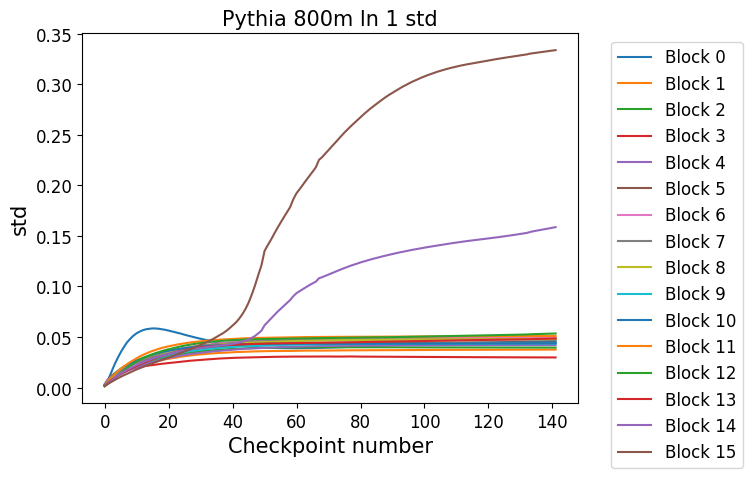 Pythia 800m ln 1 std
0.35
0.30
0.25
0.20
0.15
0.10
0.05
0.00
std
0 20 40 60 80 100 120 140
Checkpoint number
Block 0
Block 1
Block 2
Block 3
Block 4
Block 5
Block 6
Block 7
Block 8
Block 9
Block 10
Block 11
Block 12
Block 13
Block 14
Block 15